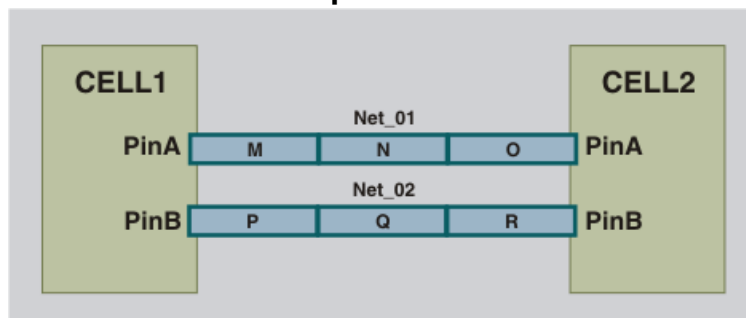 CELL1 CELL2
Net_01
PinA M N O PinA
Net_02
PinB P Q R PinB